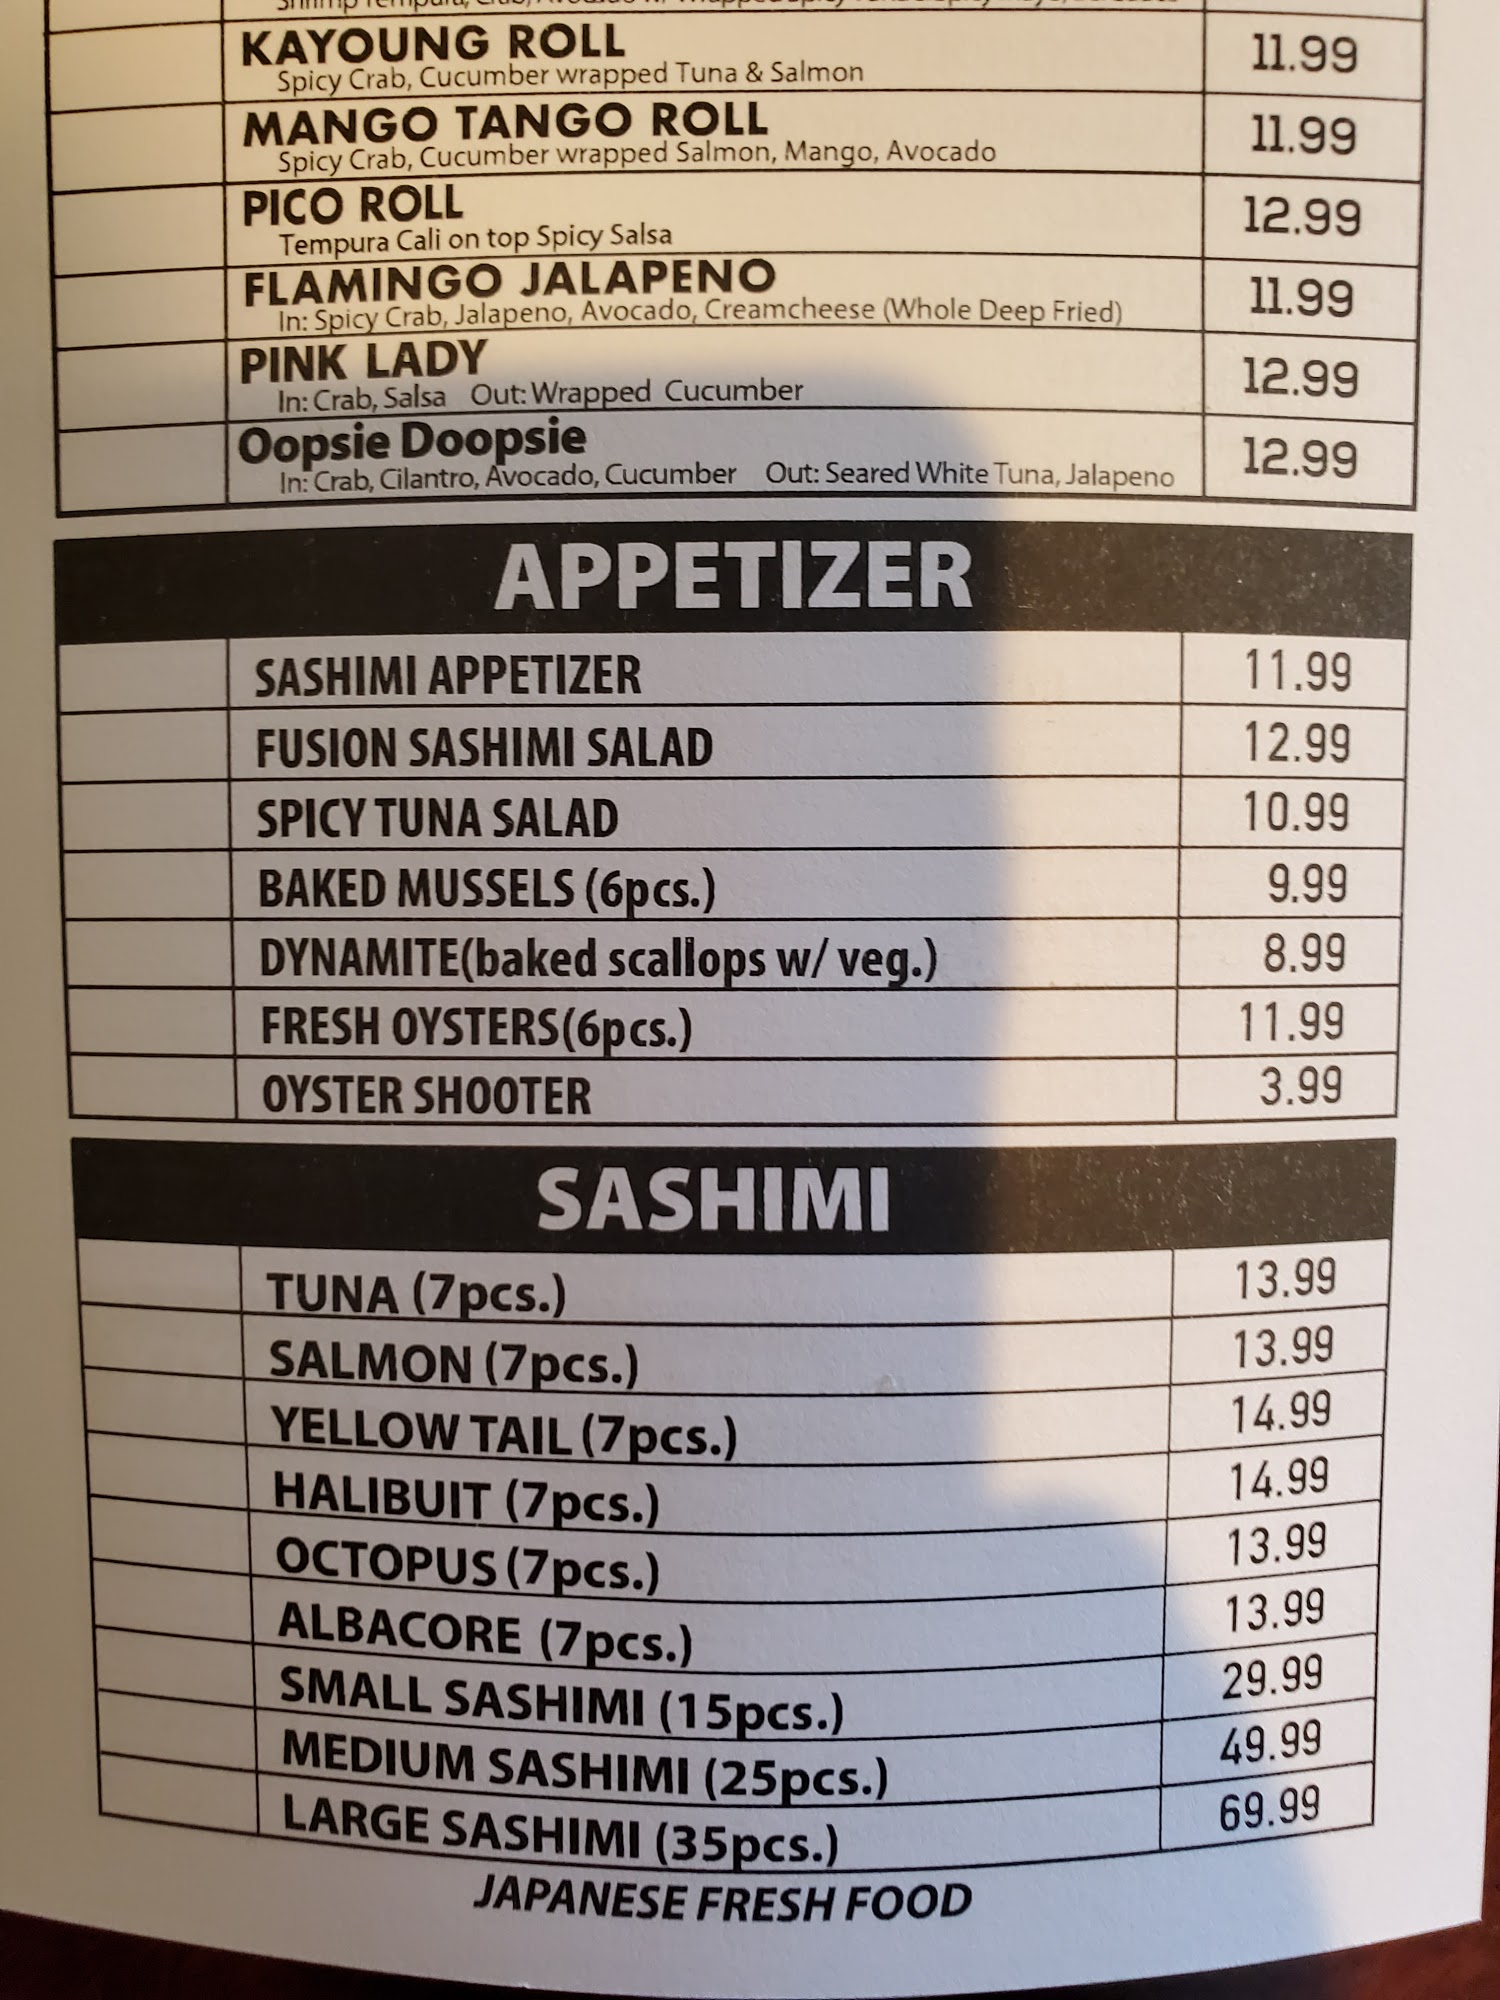 KAYOUNG ROLL 11.99
Spicy Crab, Cucumber wrapped Tuna & Salmon
MANGO TANGO ROLL 11.99
Spicy Crab, Cucumber wrapped Salmon, Mango, Avocado
PICO ROLL 12.99
Tempura Cali on top Spicy Salsa
FLAMINGO JALAPENO 11.99
In: Spicy Crab, Jalapeno, Avocado, Creamcheese (Whole Deep Fried)
PINK LADY 12.99
In: Crab, Salsa Out: Wrapped Cucumber
Oopsie Doopsie 12.99
In: Crab, Cilantro, Avocado, Cucumber Out: Seared White Tuna, Jalapeno
APPETIZER
SASHIMI APPETIZER 11.99
FUSION SASHIMI SALAD 12.99
SPICY TUNA SALAD 10.99
BAKED MUSSELS (6pcs.) 9.99
DYNAMITE(baked scallops w/ veg.) 8.99
FRESH OYSTERS(6pcs.) 11.99
OYSTER SHOOTER 3.99
SASHIMI
TUNA (7pcs.) 13.99
SALMON (7pcs.) 13.99
YELLOW TAIL (7pcs.) 14.99
HALIBUIT (7pcs.) 14.99
OCTOPUS (7pcs.) 13.99
ALBACORE (7pcs.) 13.99
SMALL SASHIMI (15pcs.) 29.99
MEDIUM SASHIMI (25pcs.) 49.99
LARGE SASHIMI (35pcs.) 69.99
JAPANESE FRESH FOOD